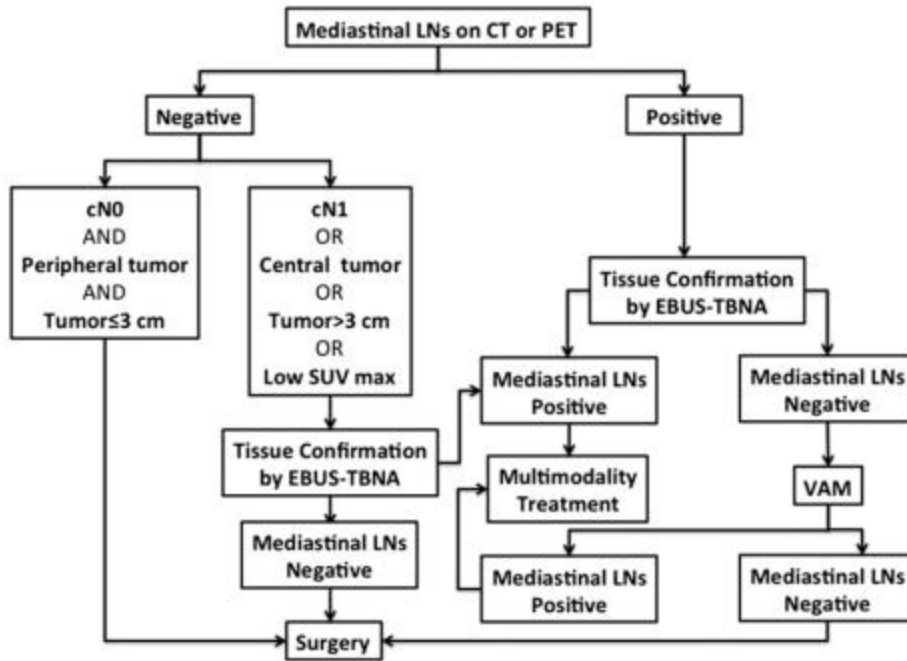 Mediastinal LNs on CT or PET
Negative
Positive
cN0
AND
Peripheral tumor
AND
Tumor≤3 cm
cN1
OR
Central tumor
OR
Tumor>3 cm
OR
Low SUV max
Tissue Confirmation
by EBUS-TBNA
Mediastinal LNs
Positive
Mediastinal LNs
Negative
Tissue Confirmation
by EBUS-TBNA
Multimodality
Treatment
VAM
Mediastinal LNs
Negative
Mediastinal LNs
Positive
Mediastinal LNs
Negative
Surgery